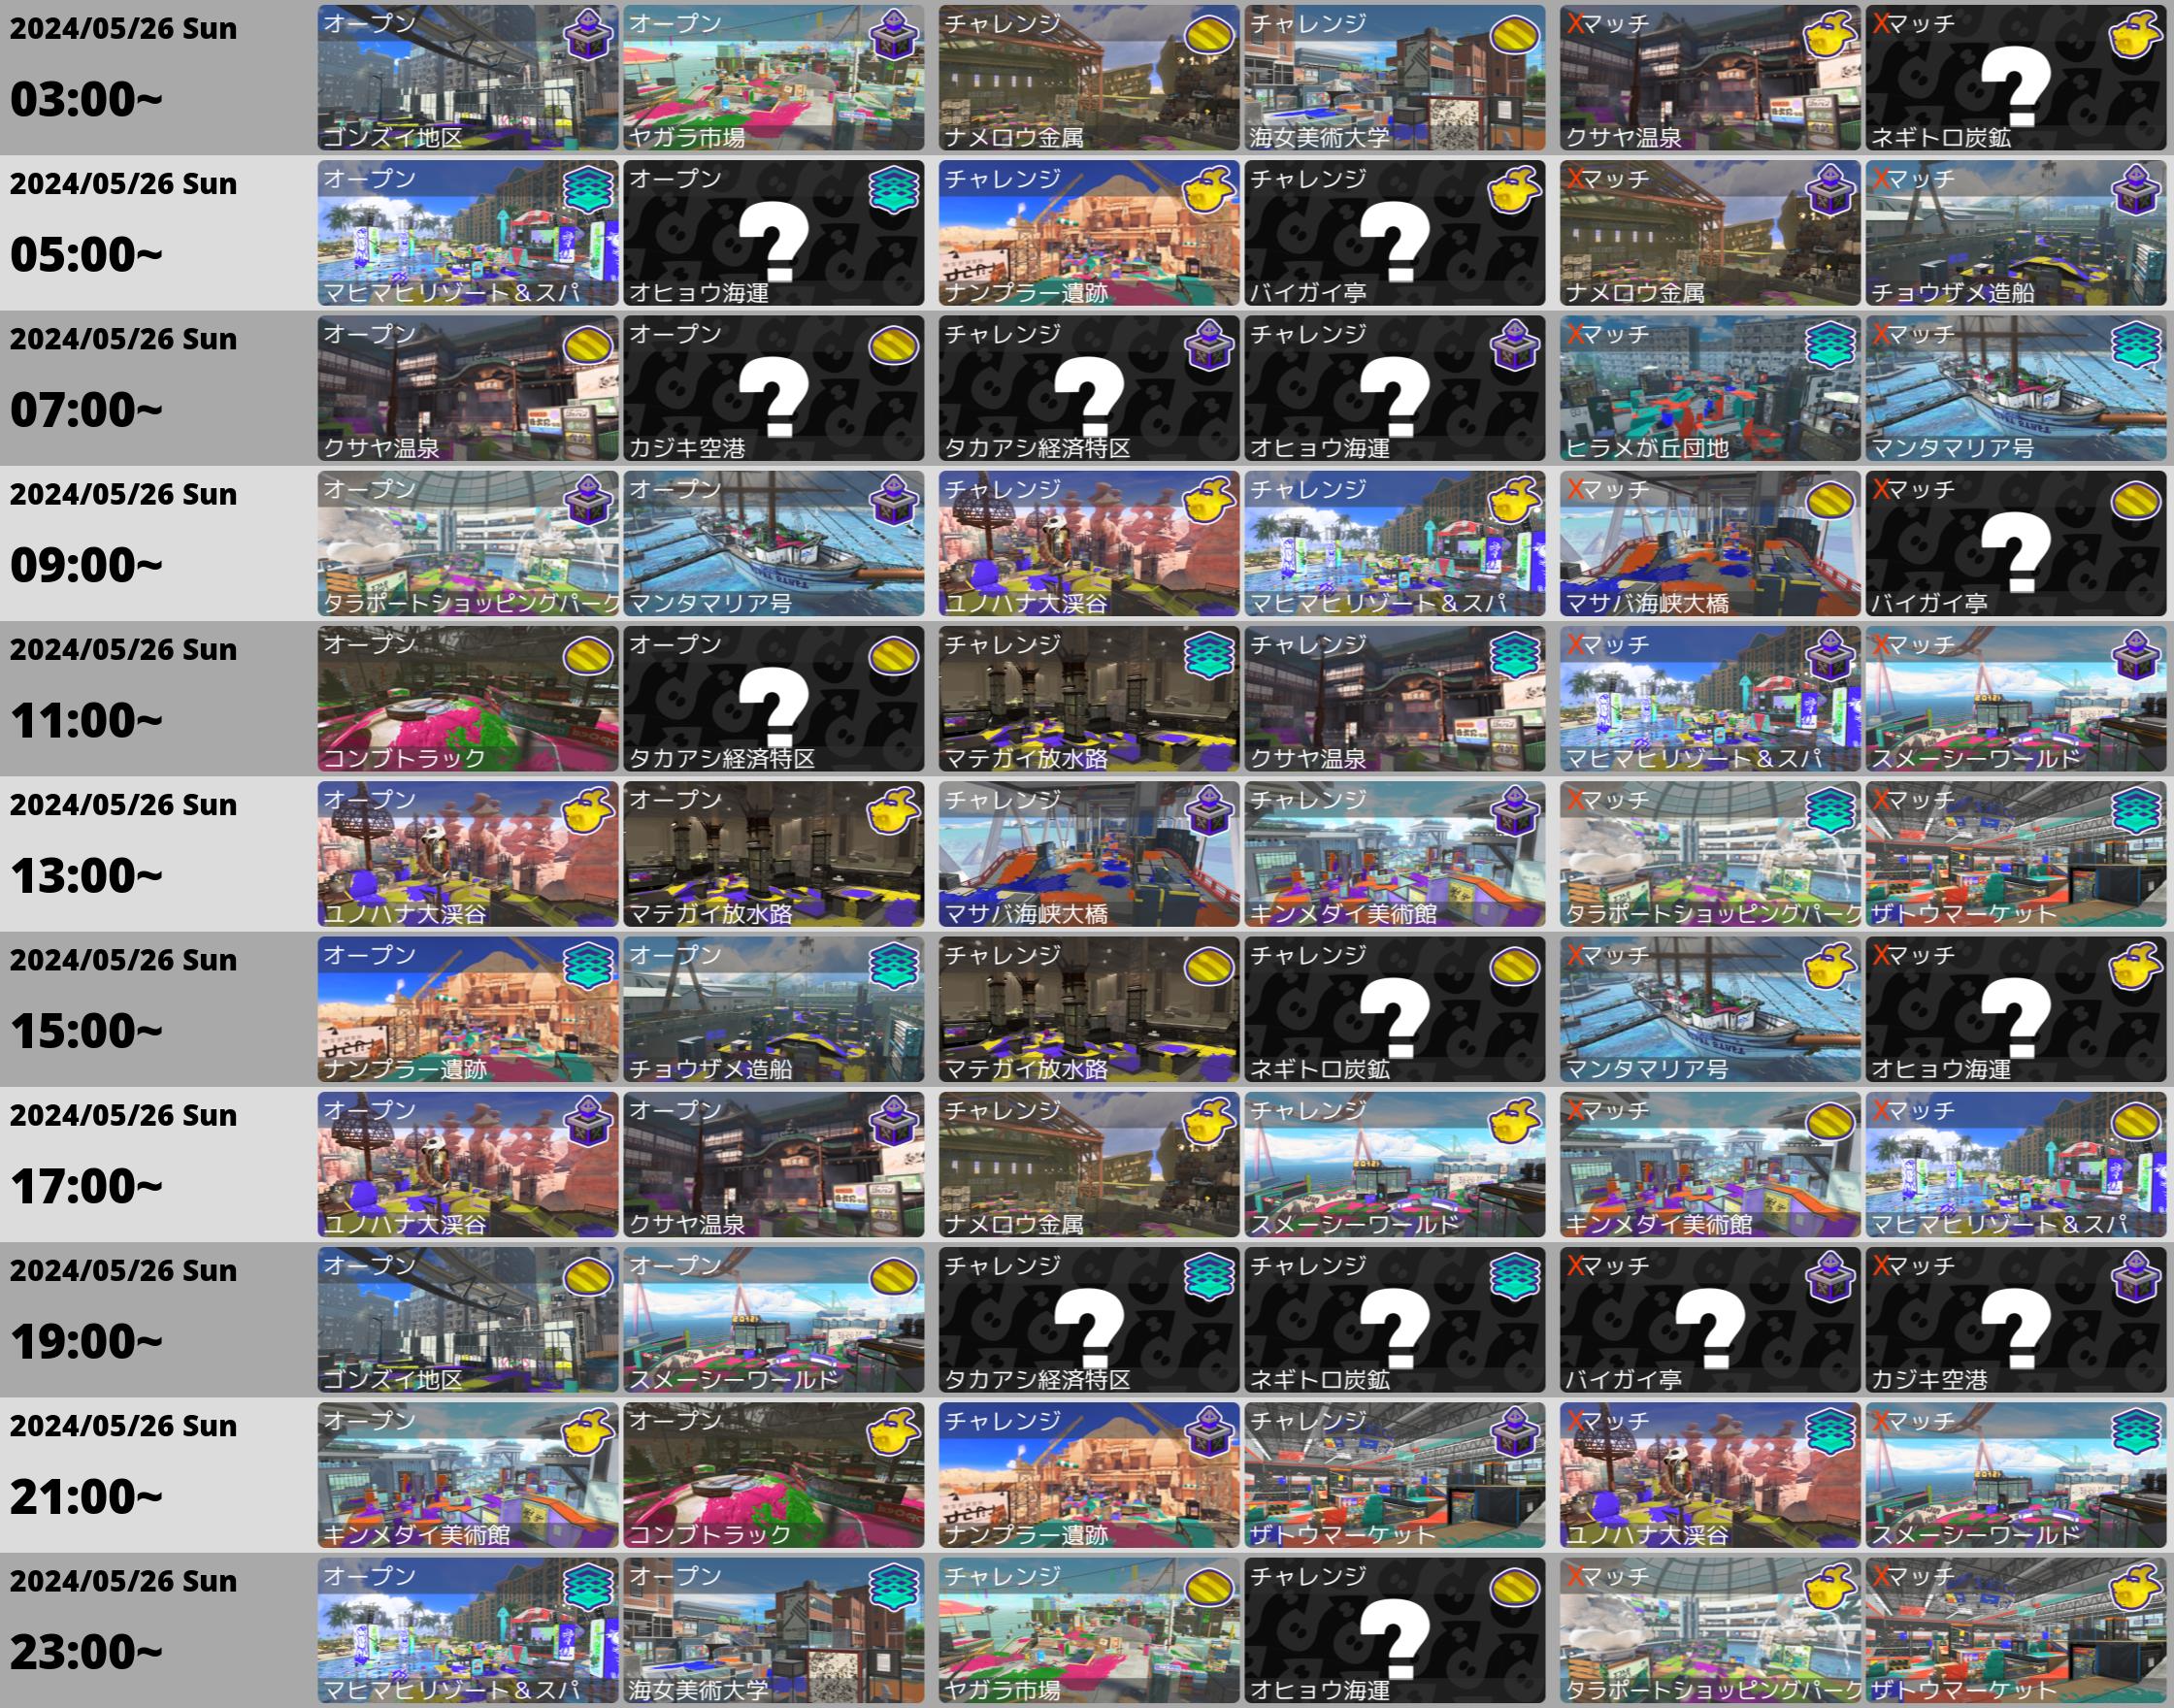 2024/05/26 Sun
03:00~
オープン オープン チャレンジ チャレンジ Xマッチ Xマッチ
ゴンズイ地区 ヤガラ市場 ナメロウ金属 海女美術大学 クサヤ温泉 ネギトロ炭鉱
2024/05/26 Sun
05:00~
オープン オープン チャレンジ チャレンジ Xマッチ Xマッチ
マヒマヒリゾート&スパ オヒョウ海運 ナンプラー遺跡 バイガイ亭 ナメロウ金属 チョウザメ造船
2024/05/26 Sun
07:00~
オープン オープン チャレンジ チャレンジ Xマッチ Xマッチ
クサヤ温泉 カジキ空港 タカアシ経済特区 オヒョウ海運 ヒラメが丘団地 マンタマリア号
2024/05/26 Sun
09:00~
オープン オープン チャレンジ チャレンジ Xマッチ Xマッチ
タラポートショッピングパーク マンタマリア号 ユノハナ大渓谷 マヒマヒリゾート&スパ マサバ海峡大橋 バイガイ亭
2024/05/26 Sun
11:00~
オープン オープン チャレンジ チャレンジ Xマッチ Xマッチ
コンブトラック タカアシ経済特区 マテガイ放水路 クサヤ温泉 マヒマヒリゾート&スパ スメーシーワールド
2024/05/26 Sun
13:00~
オープン オープン チャレンジ チャレンジ Xマッチ Xマッチ
ユノハナ大渓谷 マテガイ放水路 マサバ海峡大橋 キンメダイ美術館 タラポートショッピングパーク ザトウマーケット
2024/05/26 Sun
15:00~
オープン オープン チャレンジ チャレンジ Xマッチ Xマッチ
ナンプラー遺跡 チョウザメ造船 マテガイ放水路 ネギトロ炭鉱 マンタマリア号 オヒョウ海運
2024/05/26 Sun
17:00~
オープン オープン チャレンジ チャレンジ Xマッチ Xマッチ
ユノハナ大渓谷 クサヤ温泉 ナメロウ金属 スメーシーワールド キンメダイ美術館 マヒマヒリゾート&スパ
2024/05/26 Sun
19:00~
オープン オープン チャレンジ チャレンジ Xマッチ Xマッチ
ゴンズイ地区 スメーシーワールド タカアシ経済特区 ネギトロ炭鉱 バイガイ亭 カジキ空港
2024/05/26 Sun
21:00~
オープン オープン チャレンジ チャレンジ Xマッチ Xマッチ
キンメダイ美術館 コンブトラック ナンプラー遺跡 ザトウマーケット ユノハナ大渓谷 スメーシーワールド
2024/05/26 Sun
23:00~
オープン オープン チャレンジ チャレンジ Xマッチ Xマッチ
マヒマヒリゾート&スパ 海女美術大学 ヤガラ市場 オヒョウ海運 タラポートショッピングパーク ザトウマーケット